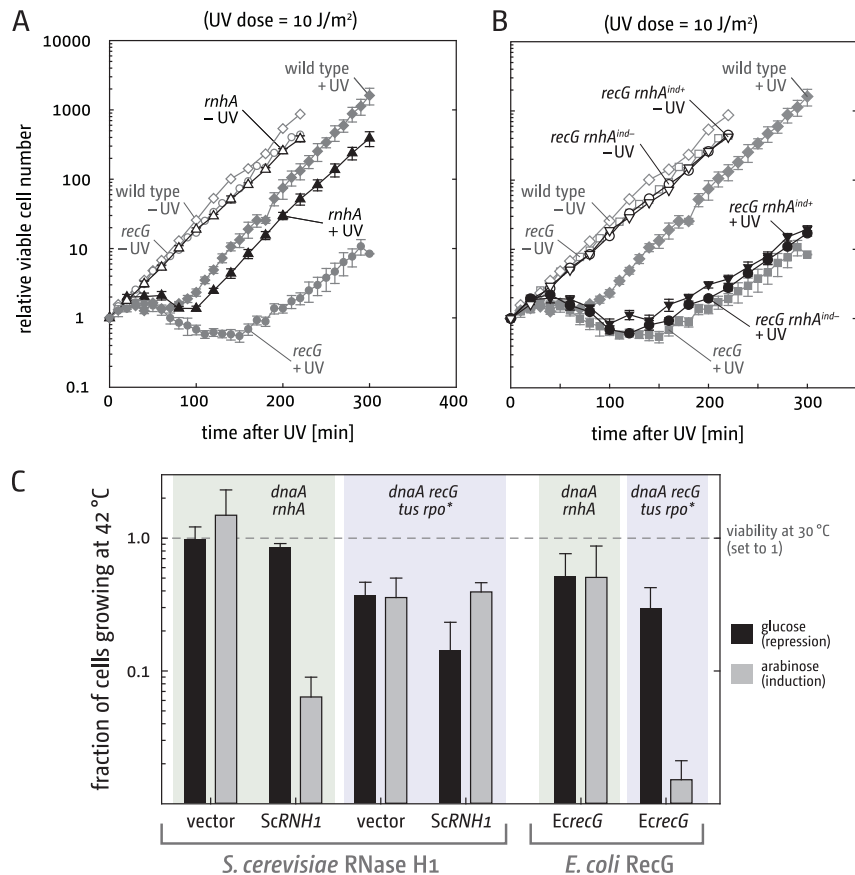 A
(UV dose = 10 J/m²)
10000
1000
100
10
1
0.1
relative viable cell number
wild type
+ UV
rnhA
– UV
wild type
– UV
recG
– UV
rnhA
+ UV
recG
+ UV
0
100
200
300
400
time after UV [min]
B
(UV dose = 10 J/m²)
recG rnhAind+
– UV
recG rnhAind–
– UV
wild type
+ UV
wild type
– UV
recG
– UV
recG rnhAind+
+ UV
recG rnhAind–
+ UV
recG
+ UV
0
100
200
300
time after UV [min]
C
dnaA
rnhA
dnaA recG
tus rpo*
dnaA
rnhA
dnaA recG
tus rpo*
1.0
0.1
fraction of cells growing at 42 °C
viability at 30 °C
(set to 1)
glucose
(repression)
arabinose
(induction)
vector
ScRNH1
vector
ScRNH1
EcrecG
EcrecG
S. cerevisiae RNase H1
E. coli RecG